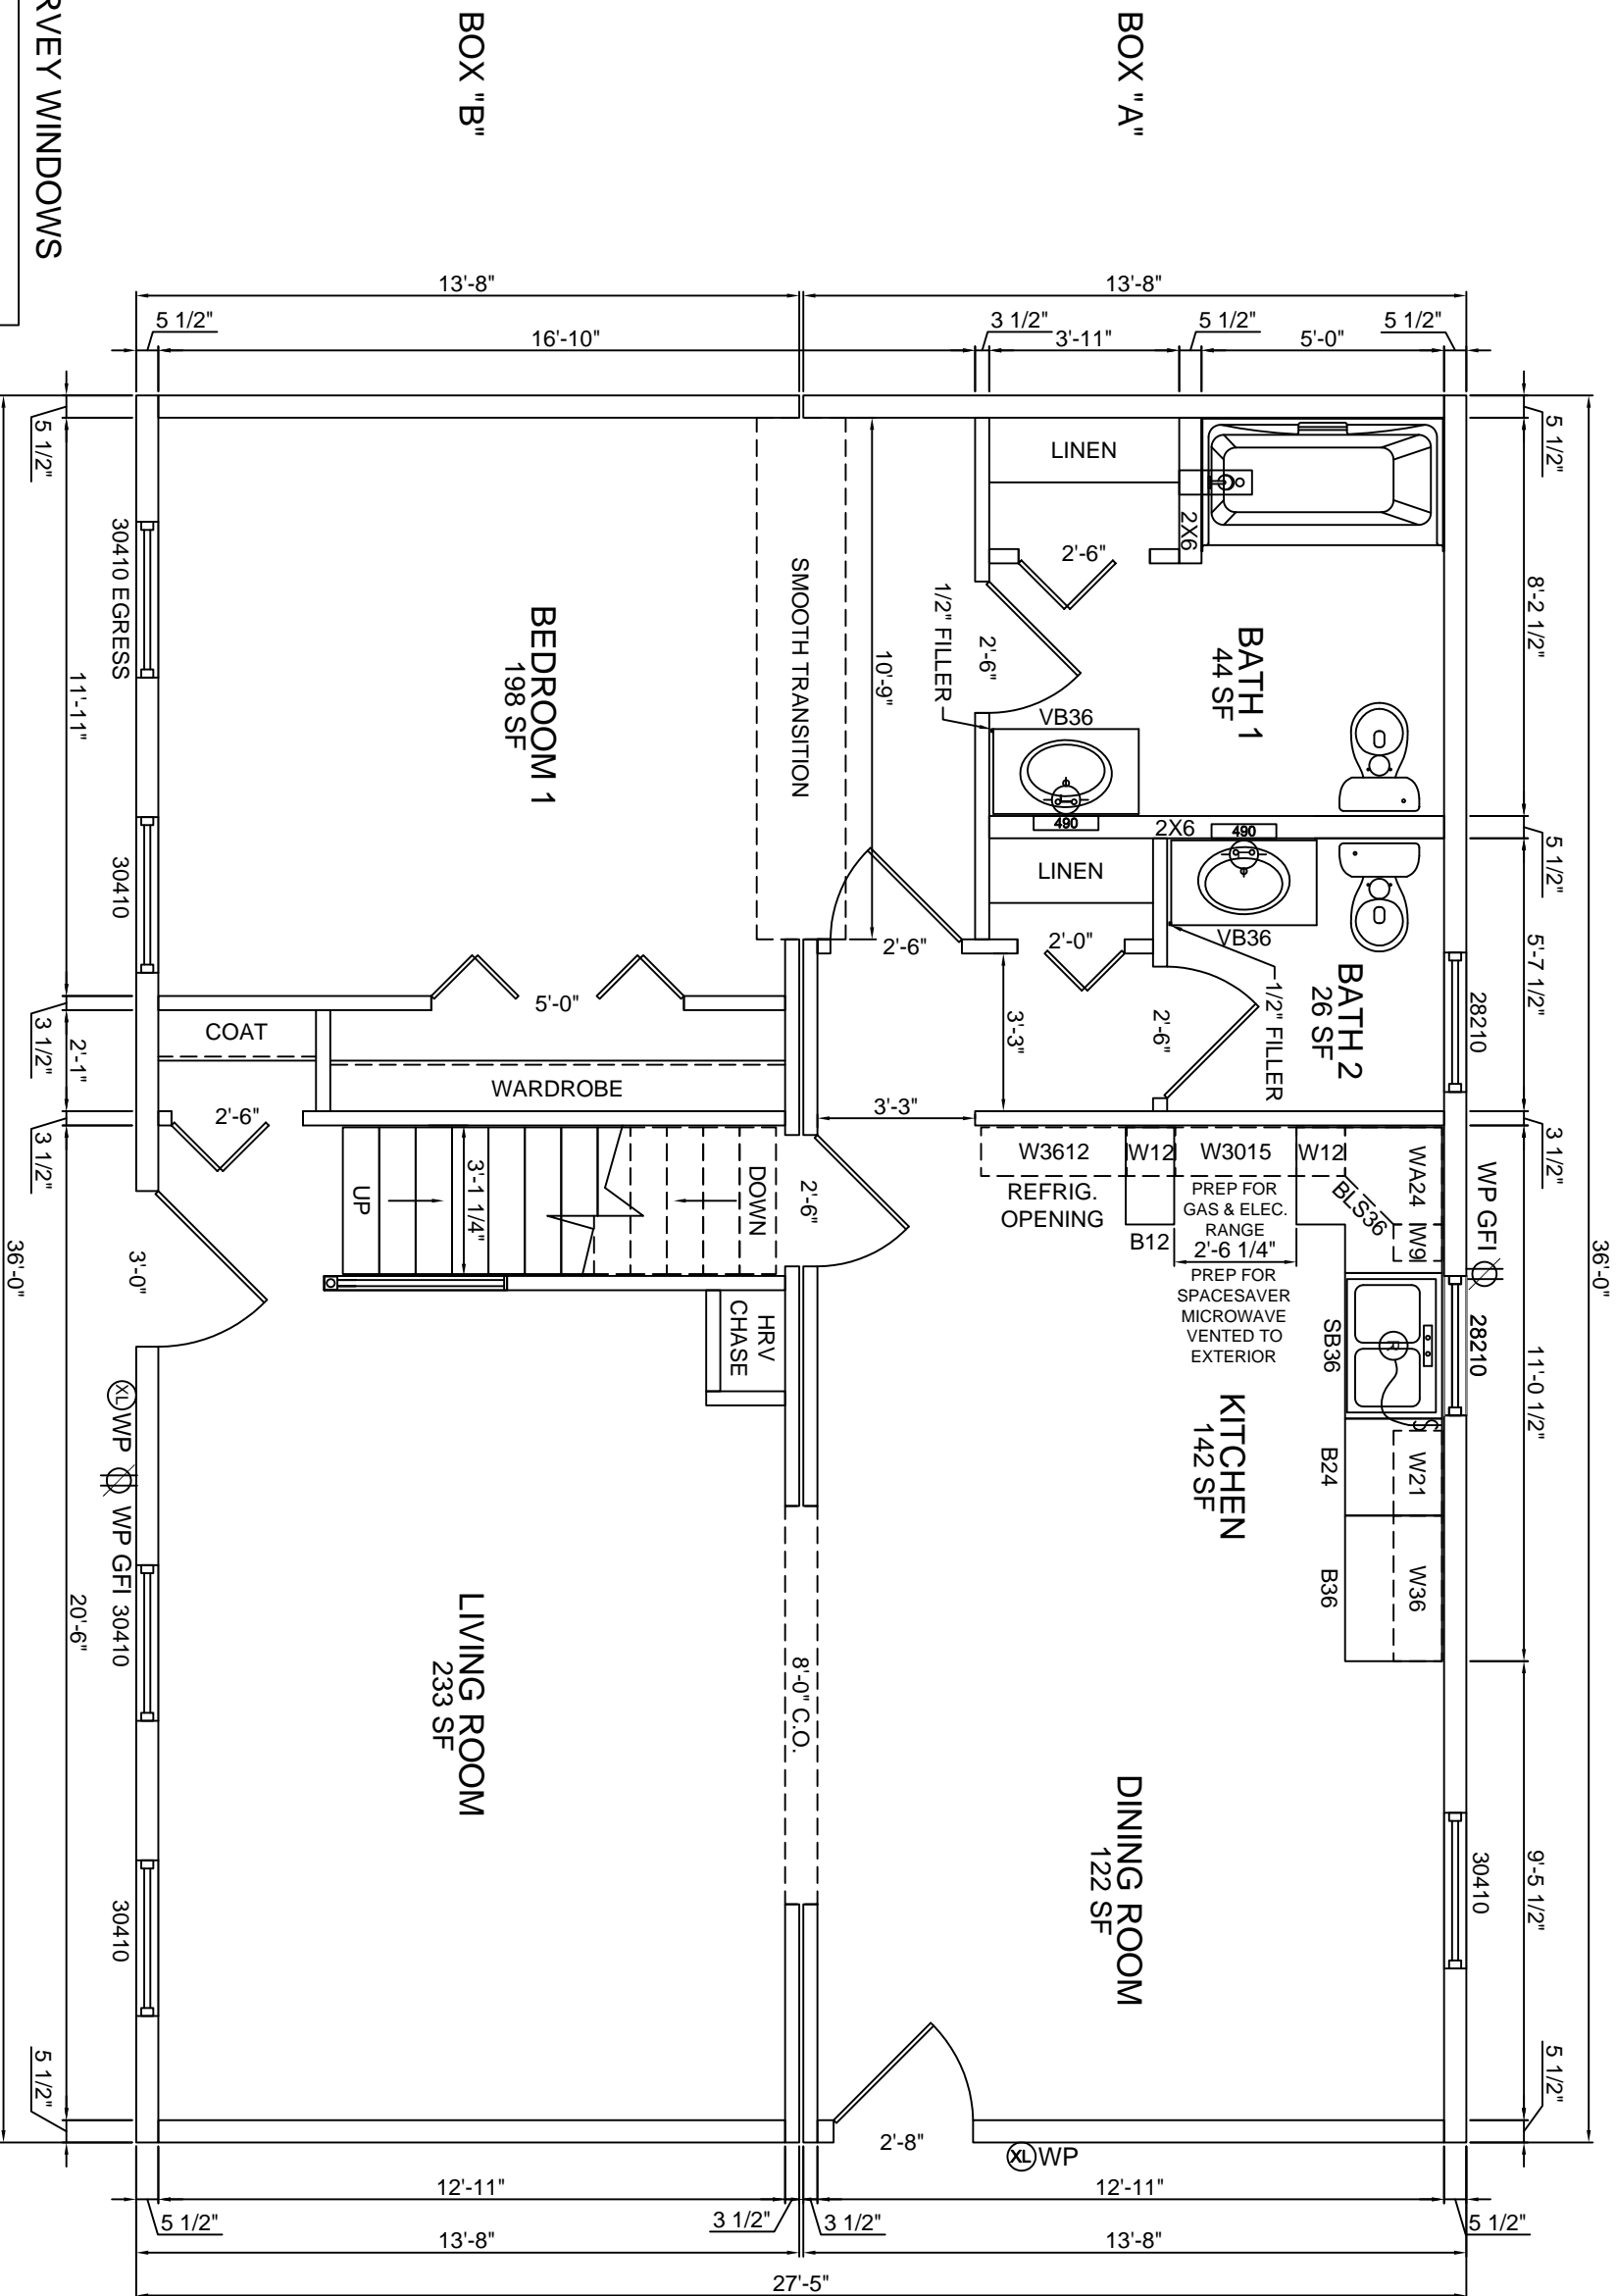 BOX "B"
BOX "A"
RVEY WINDOWS
13'-8"
13'-8"
5 1/2"
16'-10"
3 1/2"
3'-11"
5 1/2"
5'-0"
5 1/2"
36'-0"
5 1/2"
8'-2 1/2"
5 1/2"
5'-7 1/2"
3 1/2"
11'-0 1/2"
9'-5 1/2"
5 1/2"
28210
WP GFI
28210
30410
LINEN
2X6
2'-6"
BATH 1
44 SF
2'-6"
1/2" FILLER
VB36
490
2X6
490
LINEN
VB36
2'-0"
BATH 2
26 SF
1/2" FILLER
2'-6"
3'-3"
3'-3"
2'-6"
10'-9"
SMOOTH TRANSITION
BEDROOM 1
198 SF
5'-0"
COAT
WARDROBE
2'-6"
UP
3'-1 1/4"
DOWN
2'-6"
HRV
CHASE
3'-0"
W3612
W12
W3015
W12
WA24
W9
BLS36
REFRIG.
OPENING
B12
PREP FOR
GAS & ELEC.
RANGE
2'-6 1/4"
PREP FOR
SPACESAVER
MICROWAVE
VENTED TO
EXTERIOR
SB36
R
B24
W21
B36
W36
KITCHEN
142 SF
DINING ROOM
122 SF
LIVING ROOM
233 SF
8'-0" C.O.
2'-8"
XL WP
30410 EGRESS
30410
XL WP
WP GFI
30410
30410
5 1/2"
11'-11"
3 1/2"
2'-1"
3 1/2"
20'-6"
5 1/2"
36'-0"
12'-11"
12'-11"
5 1/2"
3 1/2"
3 1/2"
5 1/2"
13'-8"
13'-8"
27'-5"